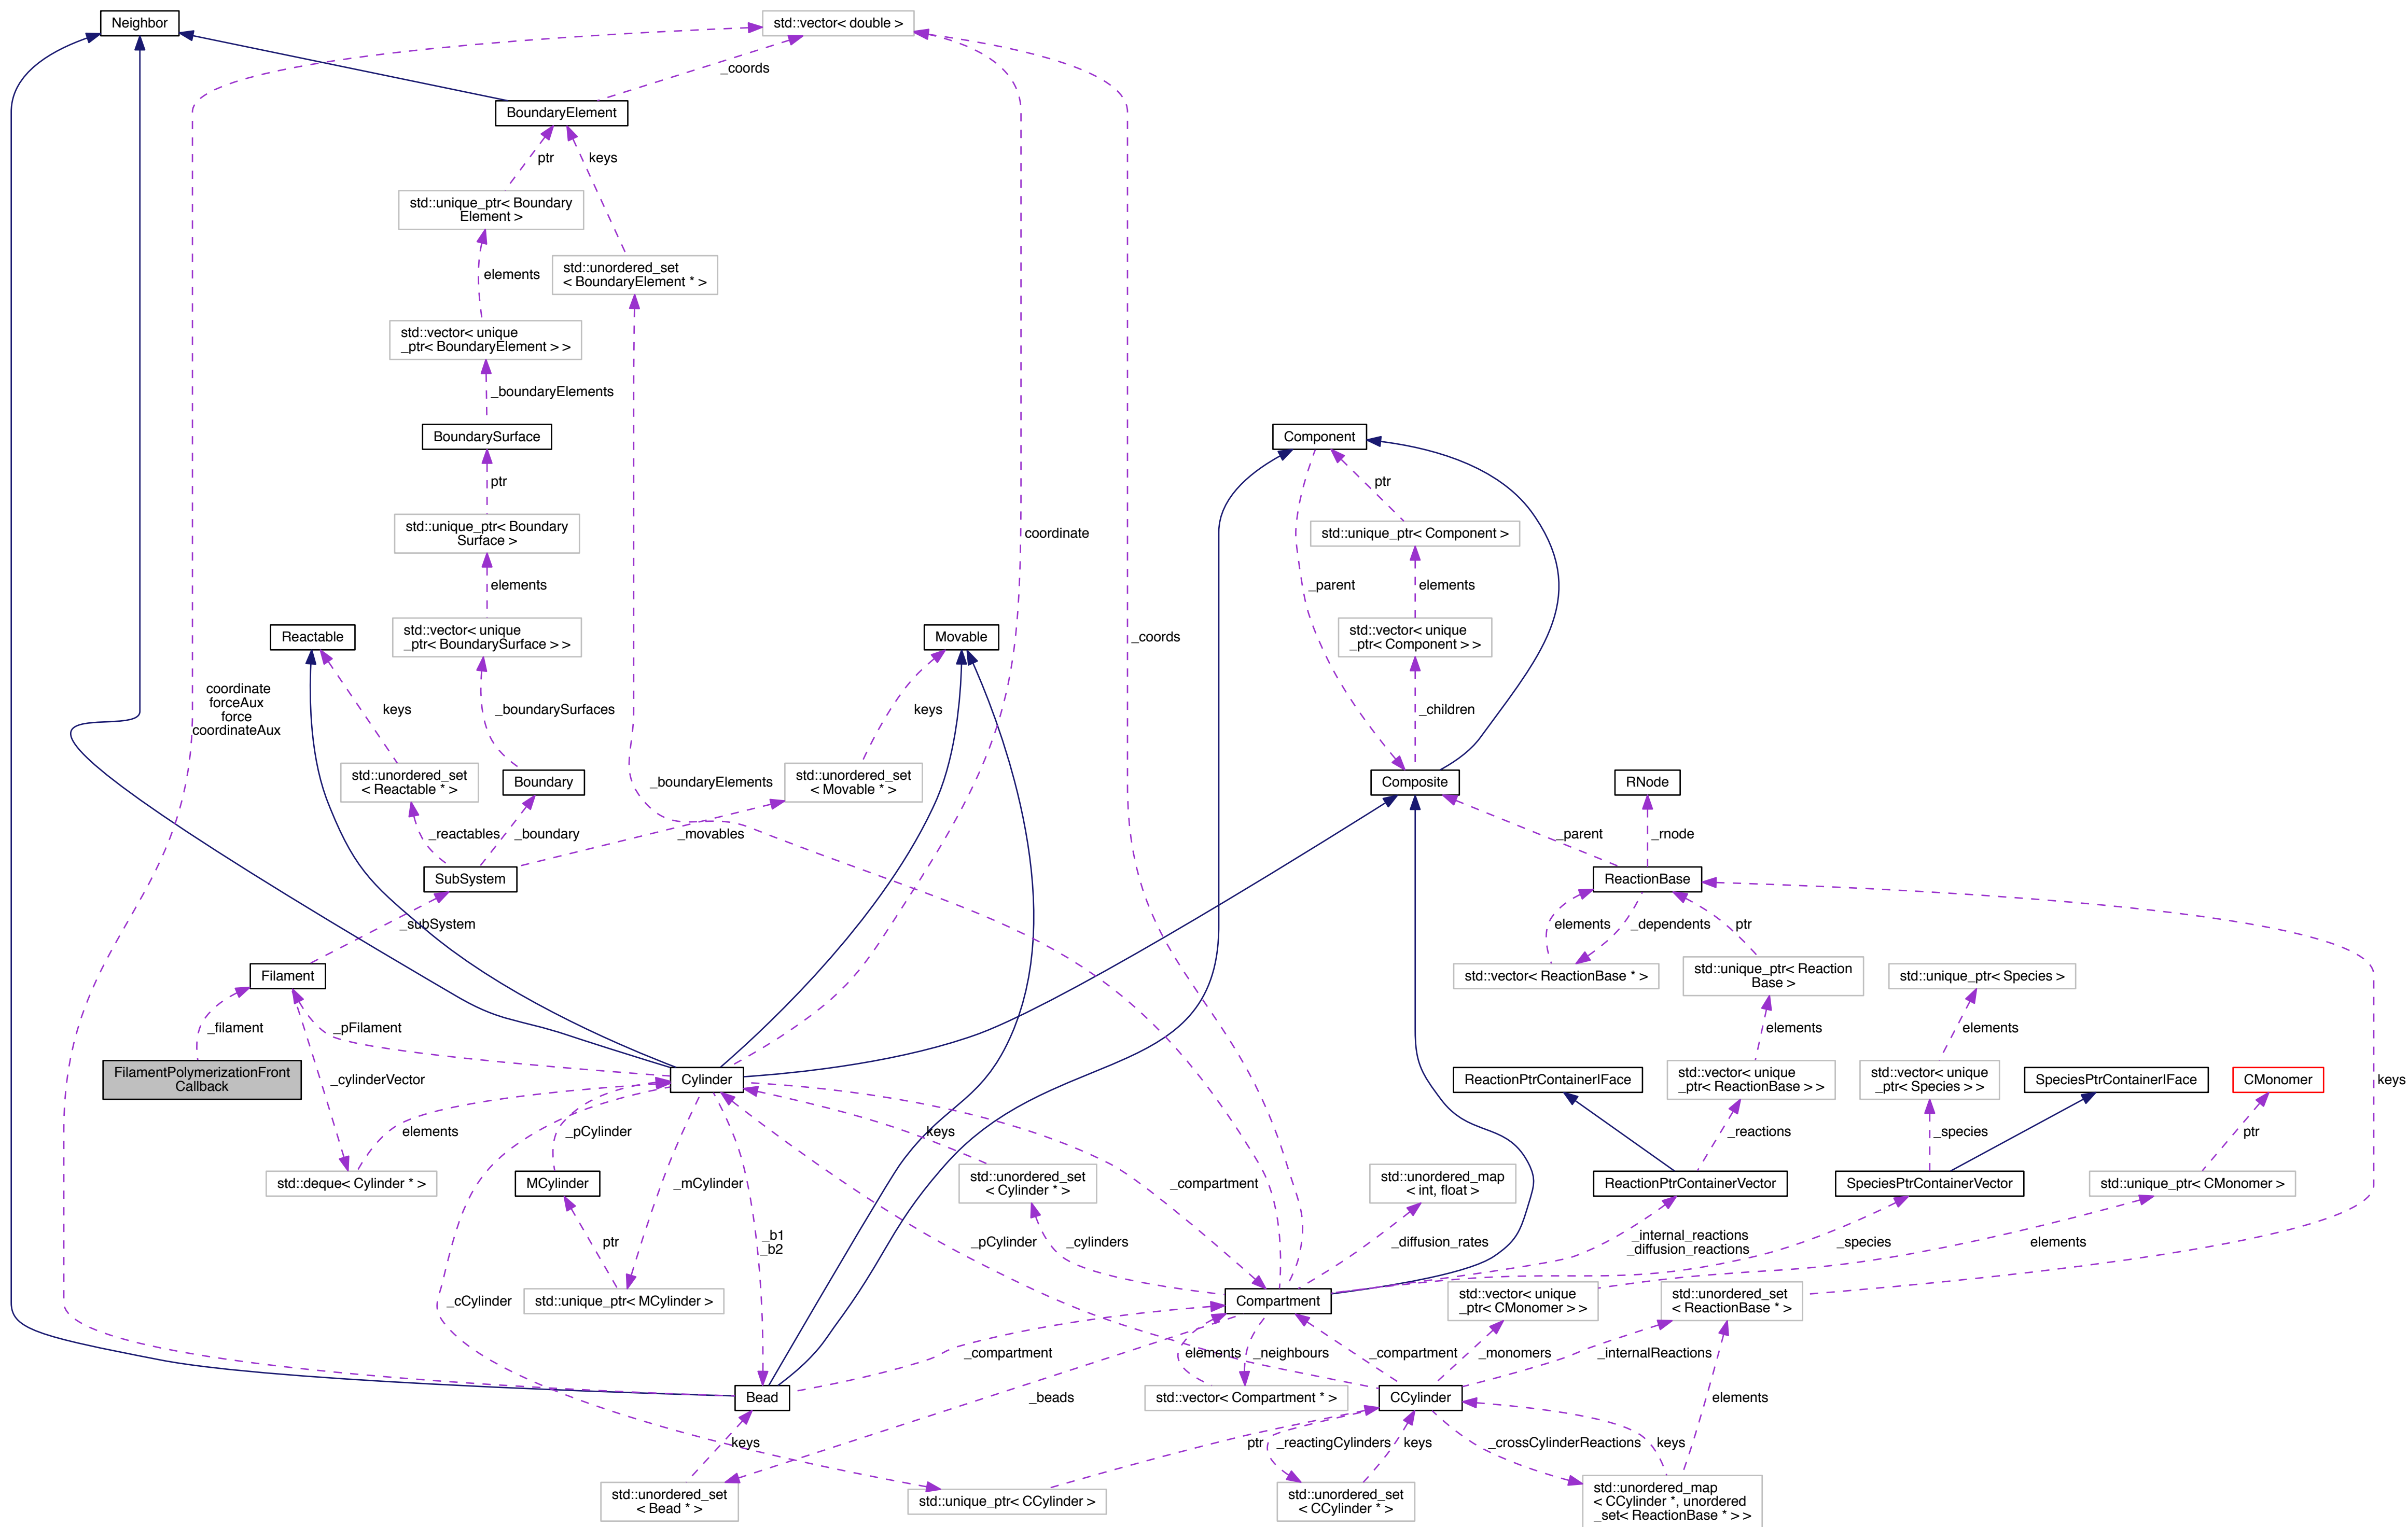 Neighbor
std::vector< double >
_coords
BoundaryElement
ptr
keys
std::unique_ptr< Boundary
Element >
elements
std::unordered_set
< BoundaryElement * >
std::vector< unique
_ptr< BoundaryElement > >
_boundaryElements
BoundarySurface
Component
ptr
ptr
std::unique_ptr< Boundary
Surface >
coordinate
std::unique_ptr< Component >
elements
_parent
elements
Reactable
std::vector< unique
_ptr< BoundarySurface > >
Movable
_coords
std::vector< unique
_ptr< Component > >
coordinate
forceAux
force
coordinateAux
keys
_boundarySurfaces
keys
_children
std::unordered_set
< Reactable * >
Boundary
_boundaryElements
std::unordered_set
< Movable * >
Composite
RNode
_reactables
_boundary
_movables
_parent
_rnode
SubSystem
ReactionBase
_subSystem
elements
_dependents
ptr
Filament
std::vector< ReactionBase * >
std::unique_ptr< Reaction
Base >
std::unique_ptr< Species >
_filament
_pFilament
elements
elements
FilamentPolymerizationFront
Callback
_cylinderVector
Cylinder
ReactionPtrContainerIFace
std::vector< unique
_ptr< ReactionBase > >
std::vector< unique
_ptr< Species > >
SpeciesPtrContainerIFace
CMonomer
keys
elements
_pCylinder
keys
_reactions
_species
ptr
std::deque< Cylinder * >
MCylinder
_mCylinder
std::unordered_set
< Cylinder * >
_compartment
std::unordered_map
< int, float >
ReactionPtrContainerVector
SpeciesPtrContainerVector
std::unique_ptr< CMonomer >
ptr
_b1
_b2
_pCylinder
_cylinders
_diffusion_rates
_internal_reactions
_diffusion_reactions
_species
elements
_cCylinder
std::unique_ptr< MCylinder >
Compartment
std::vector< unique
_ptr< CMonomer > >
std::unordered_set
< ReactionBase * >
_compartment
elements
_neighbours
_compartment
_monomers
_internalReactions
Bead
_beads
std::vector< Compartment * >
CCylinder
elements
keys
ptr
_reactingCylinders
keys
_crossCylinderReactions
keys
std::unordered_set
< Bead * >
std::unique_ptr< CCylinder >
std::unordered_set
< CCylinder * >
std::unordered_map
< CCylinder *, unordered
_set< ReactionBase * > >